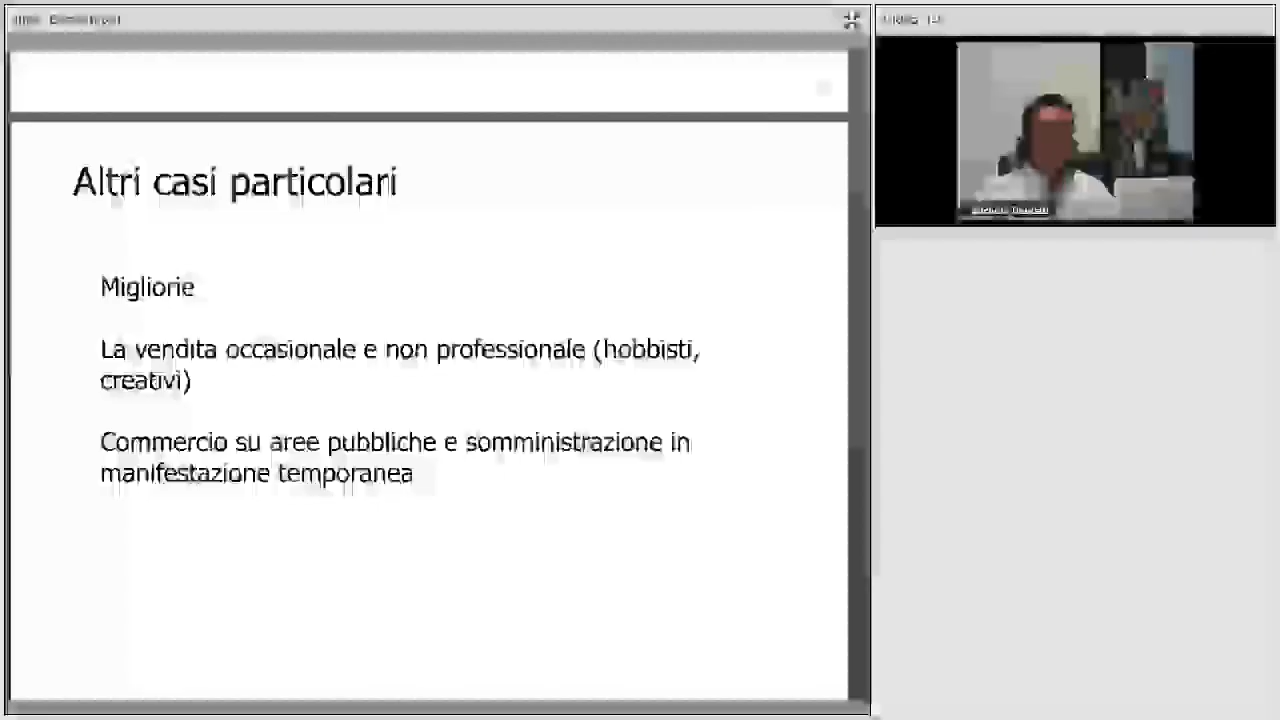 Altri casi particolari
Migliorie
La vendita occasionale e non professionale (hobbisti,
creativi)
Commercio su aree pubbliche e somministrazione in
manifestazione temporanea